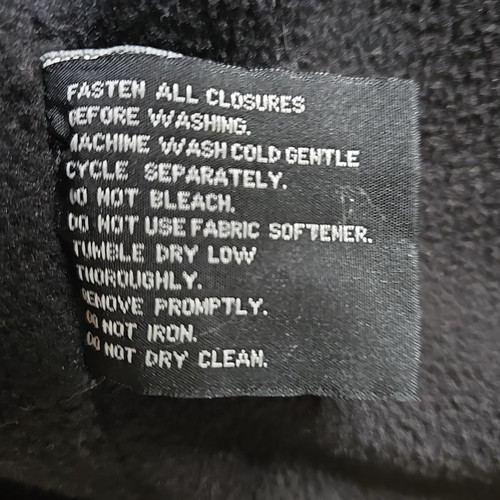 FASTEN ALL CLOSURES
BEFORE WASHING.
MACHINE WASH COLD GENTLE
CYCLE SEPARATELY.
DO NOT BLEACH.
DO NOT USE FABRIC SOFTENER.
TUMBLE DRY LOW
THOROUGHLY.
REMOVE PROMPTLY.
DO NOT IRON.
DO NOT DRY CLEAN.